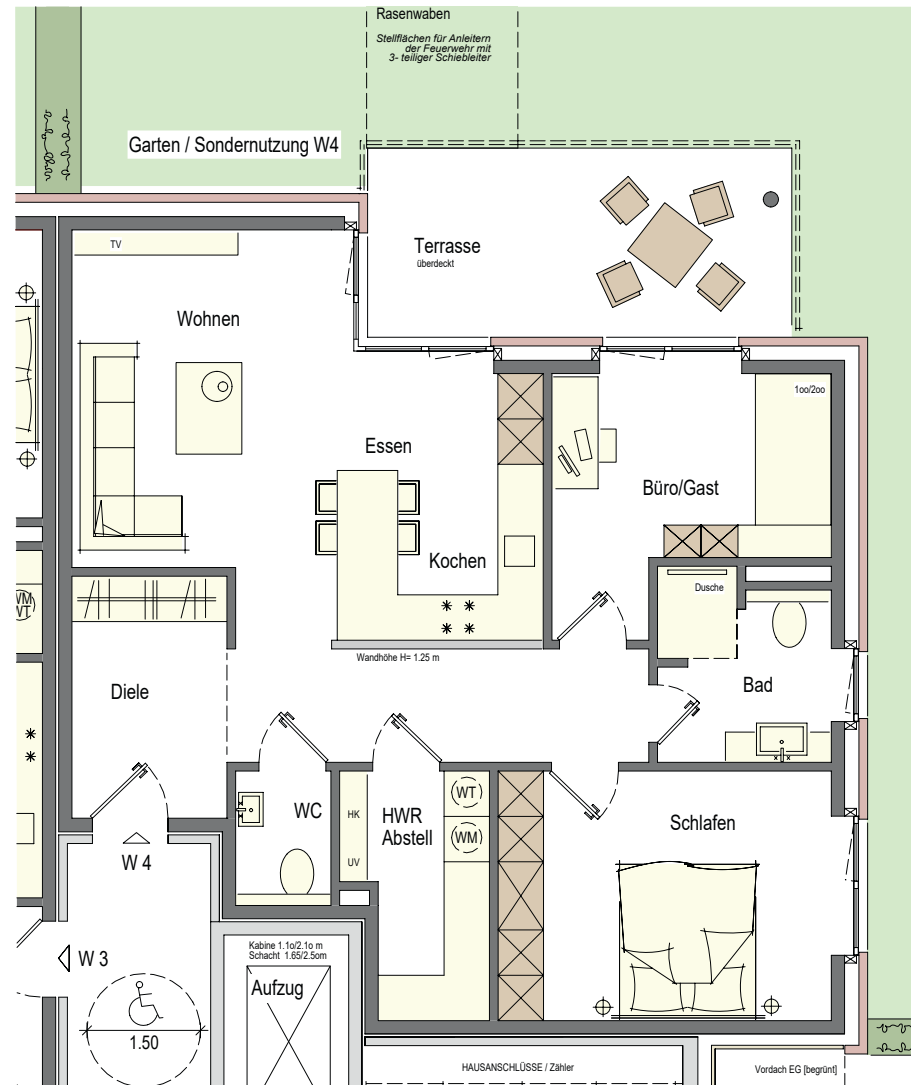 Rasenwaben
Stellflächen für Anleitern
der Feuerwehr mit
3- teiliger Schiebleiter
Garten / Sondernutzung W4
TV
Terrasse
überdeckt
Wohnen
1oo/2oo
Essen
Büro/Gast
Kochen
Dusche
WM
WT
Wandhöhe H= 1.25 m
Diele
Bad
WT
HK
WC
HWR
Abstell
WM
Schlafen
UV
W 4
W 3
Kabine 1.1o/2.1o m
Schacht 1.65/2.5om
Aufzug
1.50
HAUSANSCHLÜSSE / Zähler
Vordach EG [begrünt]